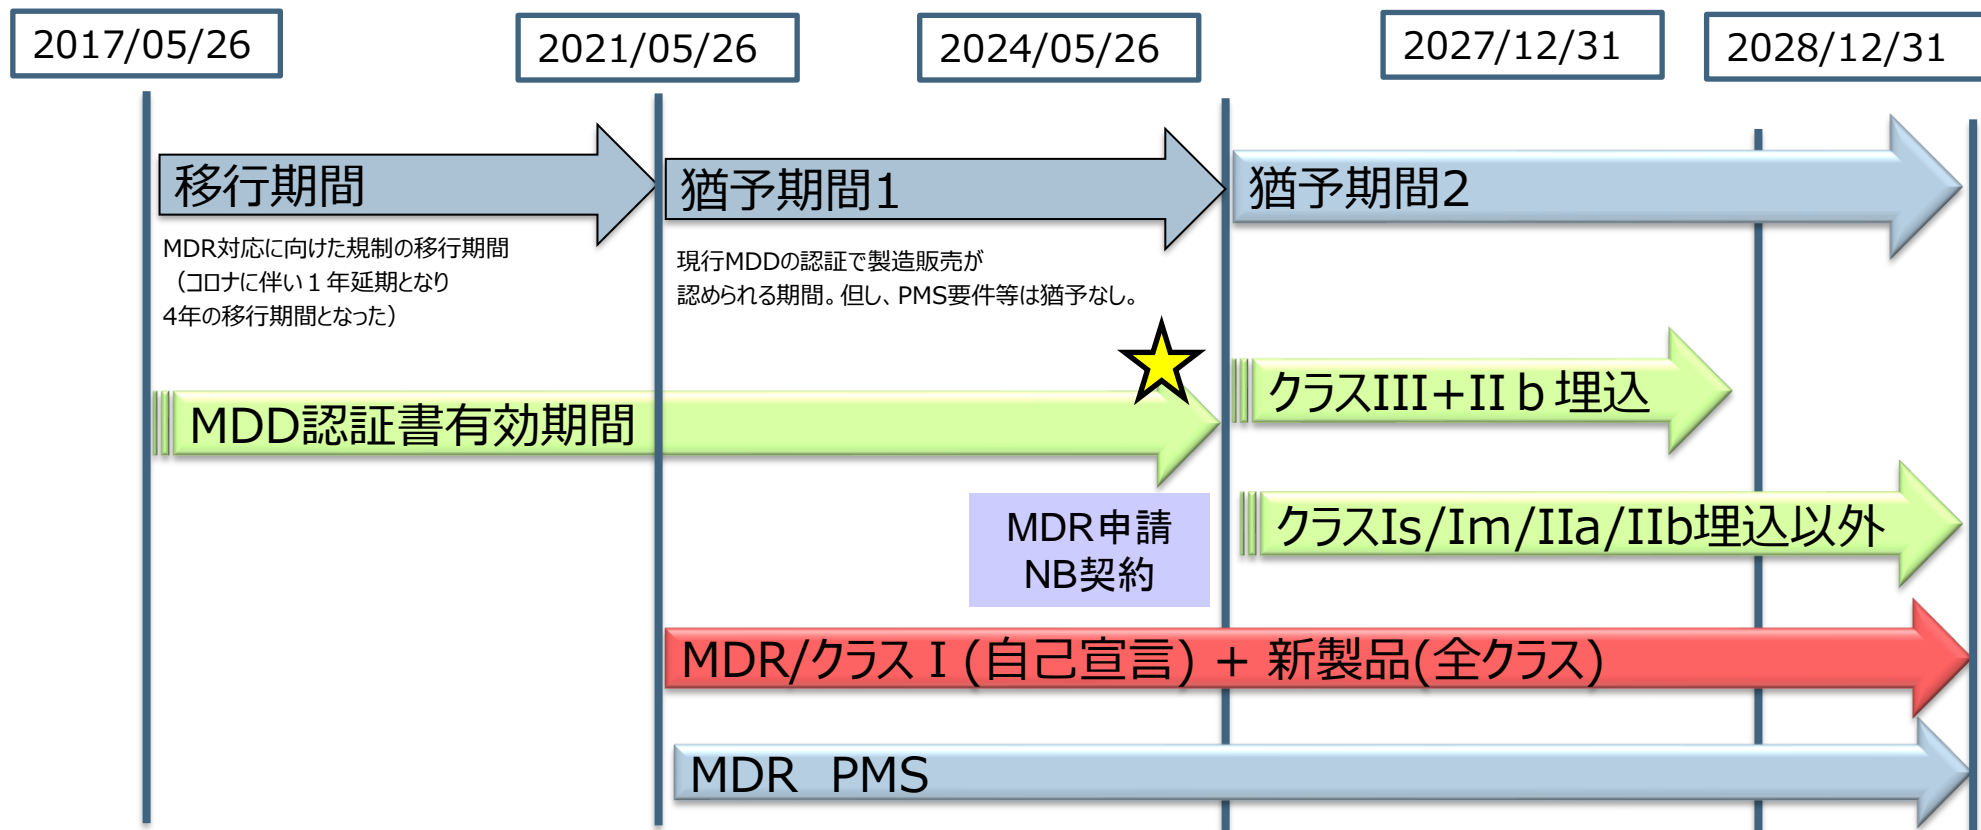 2017/05/26
2021/05/26
2024/05/26
2027/12/31
2028/12/31
移行期間
猶予期間1
猶予期間2
MDR対応に向けた規制の移行期間
（コロナに伴い１年延期となり
4年の移行期間となった）
現行MDDの認証で製造販売が
認められる期間。但し、PMS要件等は猶予なし。
MDD認証書有効期間
クラスIII+IIｂ埋込
クラスIs/Im/IIa/IIb埋込以外
MDR申請
NB契約
MDR/クラスＩ(自己宣言) + 新製品(全クラス)
MDR　PMS